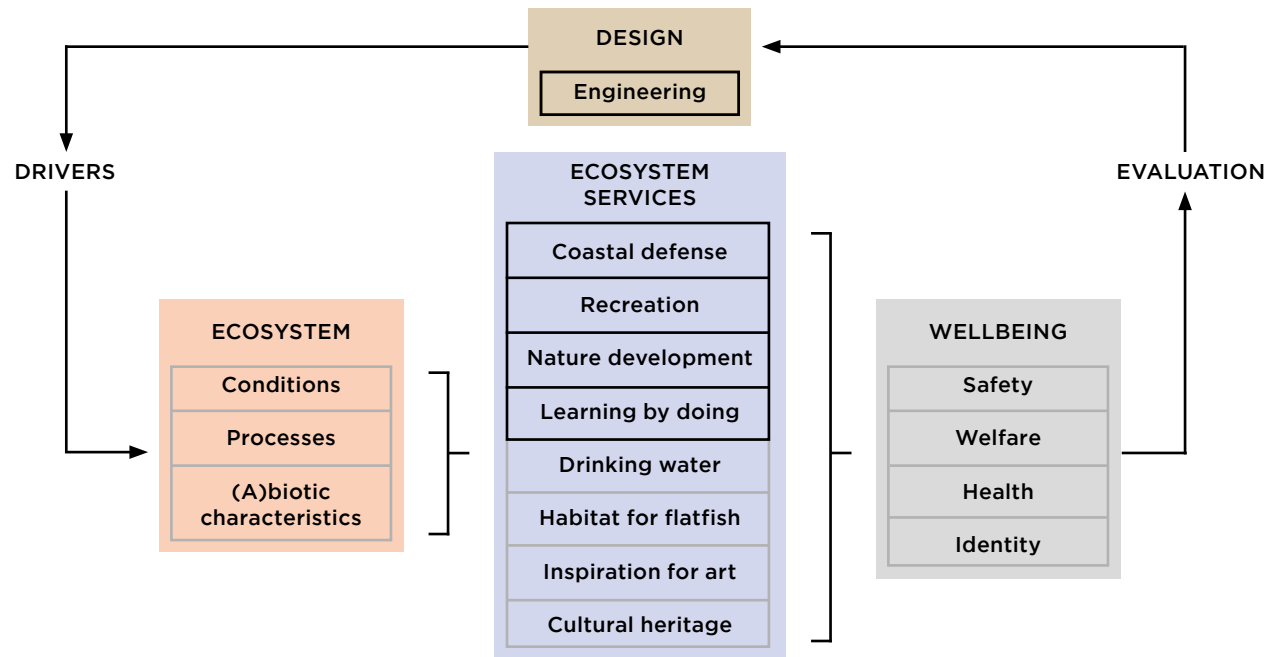 DESIGN
Engineering
DRIVERS
EVALUATION
ECOSYSTEM
SERVICES
Coastal defense
Recreation
Nature development
Learning by doing
Drinking water
Habitat for flatfish
Inspiration for art
Cultural heritage
ECOSYSTEM
Conditions
Processes
(A)biotic
characteristics
WELLBEING
Safety
Welfare
Health
Identity